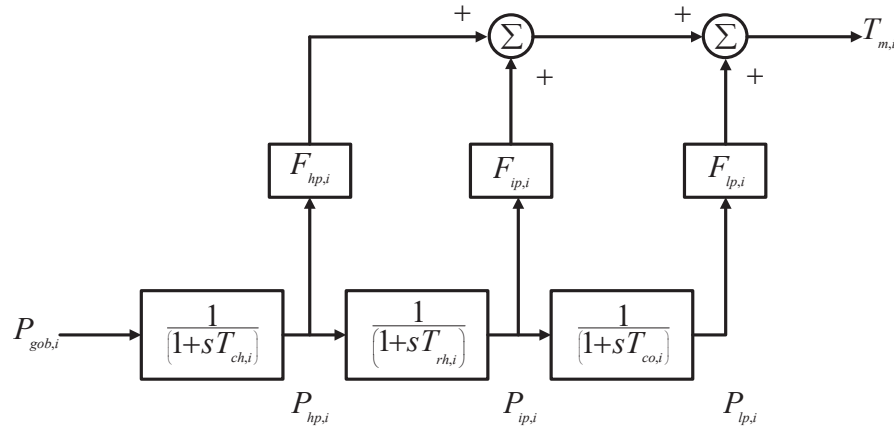 + Σ + Σ T_{m,i}
+ +
F_{hp,i} F_{ip,i} F_{lp,i}
P_{gob,i} 1/(1+sT_{ch,i}) 1/(1+sT_{rh,i}) 1/(1+sT_{co,i})
P_{hp,i} P_{ip,i} P_{lp,i}